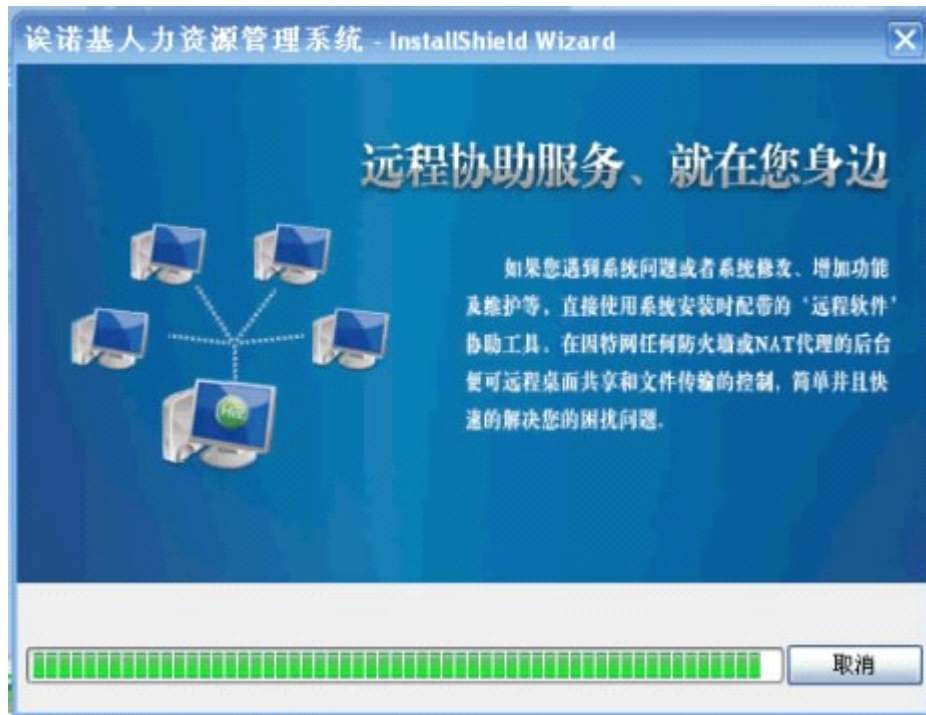 诶诺基人力资源管理系统 - InstallShield Wizard
远程协助服务、就在您身边
如果您遇到系统问题或者系统修改、增加功能
及维护等，直接使用系统安装时配带的‘远程软件’
协助工具，在因特网任何防火墙或NAT代理的后台
便可远程桌面共享和文件传输的控制，简单并且快
速的解决您的困扰问题.
取消